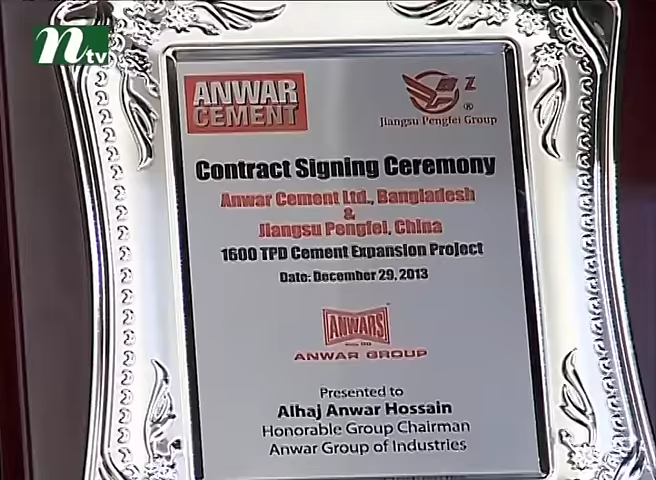 ntv
ANWAR
CEMENT
Z
®
Jiangsu Pengfei Group
Contract Signing Ceremony
Anwar Cement Ltd., Bangladesh
&
Jiangsu Pengfei, China
1600 TPD Cement Expansion Project
Date: December 29, 2013
ANWARS
ANWAR GROUP
Presented to
Alhaj Anwar Hossain
Honorable Group Chairman
Anwar Group of Industries